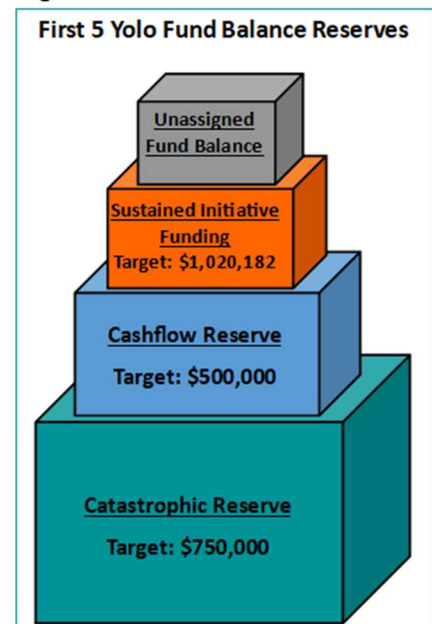 First 5 Yolo Fund Balance Reserves
Unassigned
Fund Balance
Sustained Initiative
Funding
Target: $1,020,182
Cashflow Reserve
Target: $500,000
Catastrophic Reserve
Target: $750,000